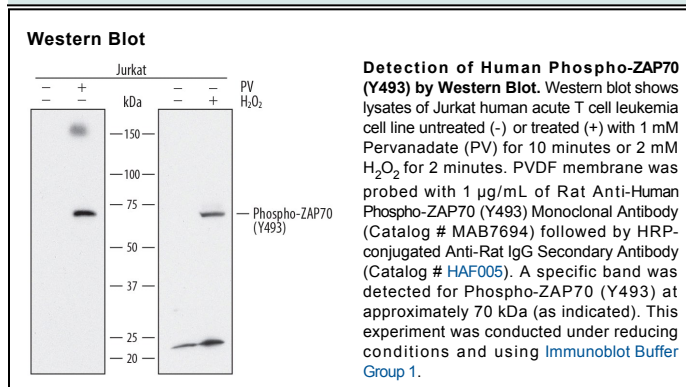 Western Blot
Jurkat
− + − − PV
− − kDa − + H₂O₂
150
100
75
Phospho-ZAP70
(Y493)
50
37
25
20
Detection of Human Phospho-ZAP70
(Y493) by Western Blot. Western blot shows
lysates of Jurkat human acute T cell leukemia
cell line untreated (-) or treated (+) with 1 mM
Pervanadate (PV) for 10 minutes or 2 mM
H₂O₂ for 2 minutes. PVDF membrane was
probed with 1 µg/mL of Rat Anti-Human
Phospho-ZAP70 (Y493) Monoclonal Antibody
(Catalog # MAB7694) followed by HRP-
conjugated Anti-Rat IgG Secondary Antibody
(Catalog # HAF005). A specific band was
detected for Phospho-ZAP70 (Y493) at
approximately 70 kDa (as indicated). This
experiment was conducted under reducing
conditions and using Immunoblot Buffer
Group 1.